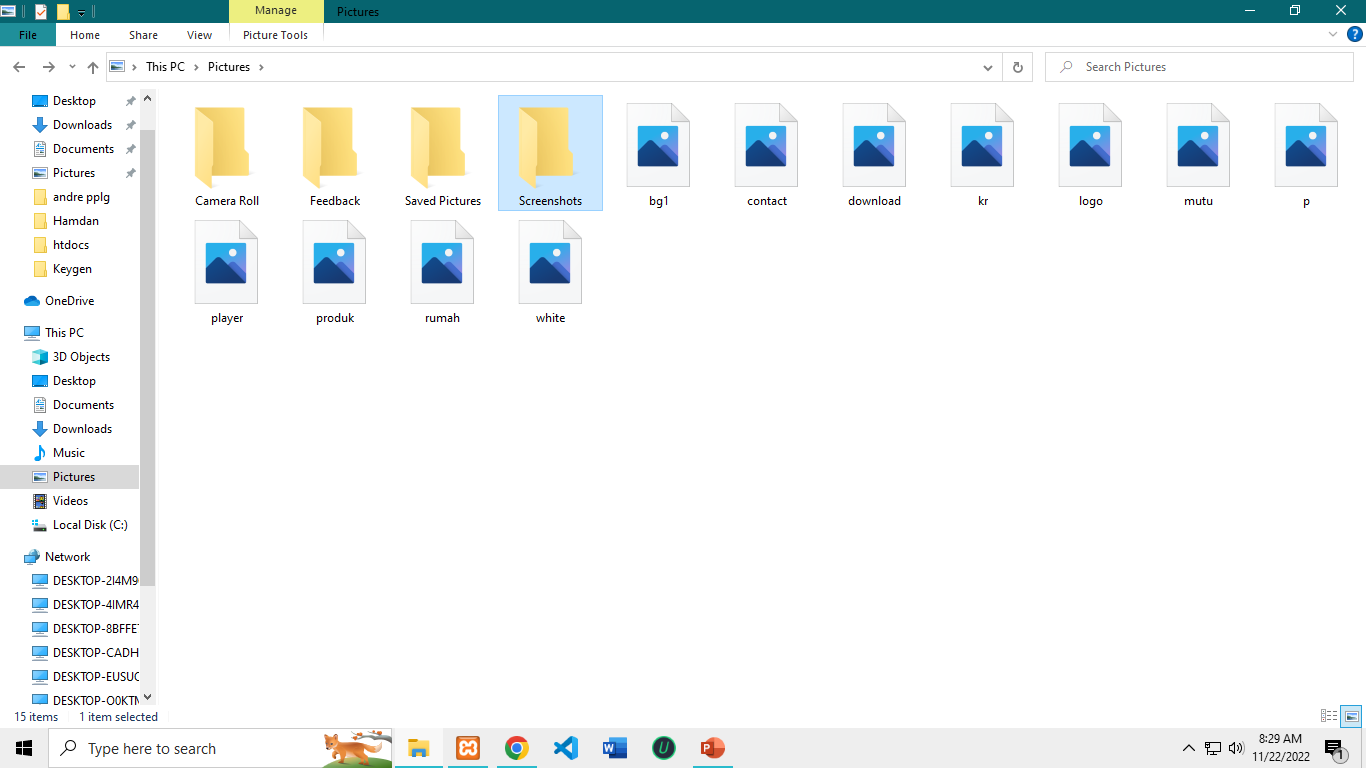 Manage
Pictures
File
Home
Share
View
Picture Tools
This PC
Pictures
Search Pictures
Desktop
Downloads
Documents
Pictures
andre pplg
Hamdan
htdocs
Keygen
OneDrive
This PC
3D Objects
Desktop
Documents
Downloads
Music
Pictures
Videos
Local Disk (C:)
Network
DESKTOP-2I4M9
DESKTOP-4IMR4
DESKTOP-8BFFE
DESKTOP-CADH
DESKTOP-EUSU
DESKTOP-O0KT
Camera Roll
Feedback
Saved Pictures
Screenshots
bg1
contact
download
kr
logo
mutu
p
player
produk
rumah
white
15 items
1 item selected
Type here to search
8:29 AM
11/22/2022
1